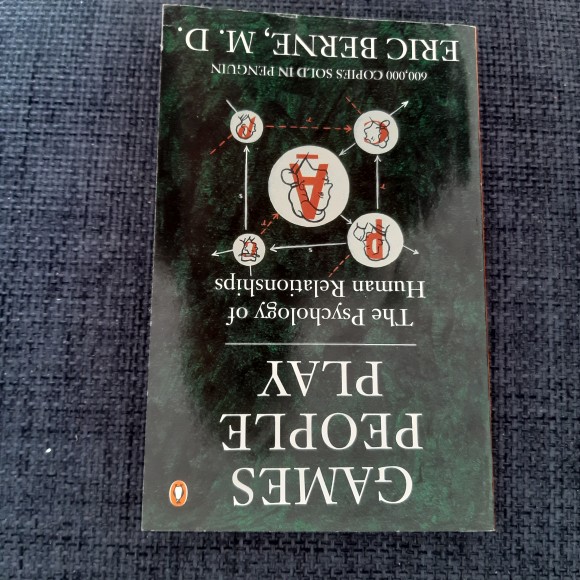 GAMES
PEOPLE
PLAY
The Psychology of
Human Relationships
P
A
600,000 COPIES SOLD IN PENGUIN
ERIC BERNE, M. D.